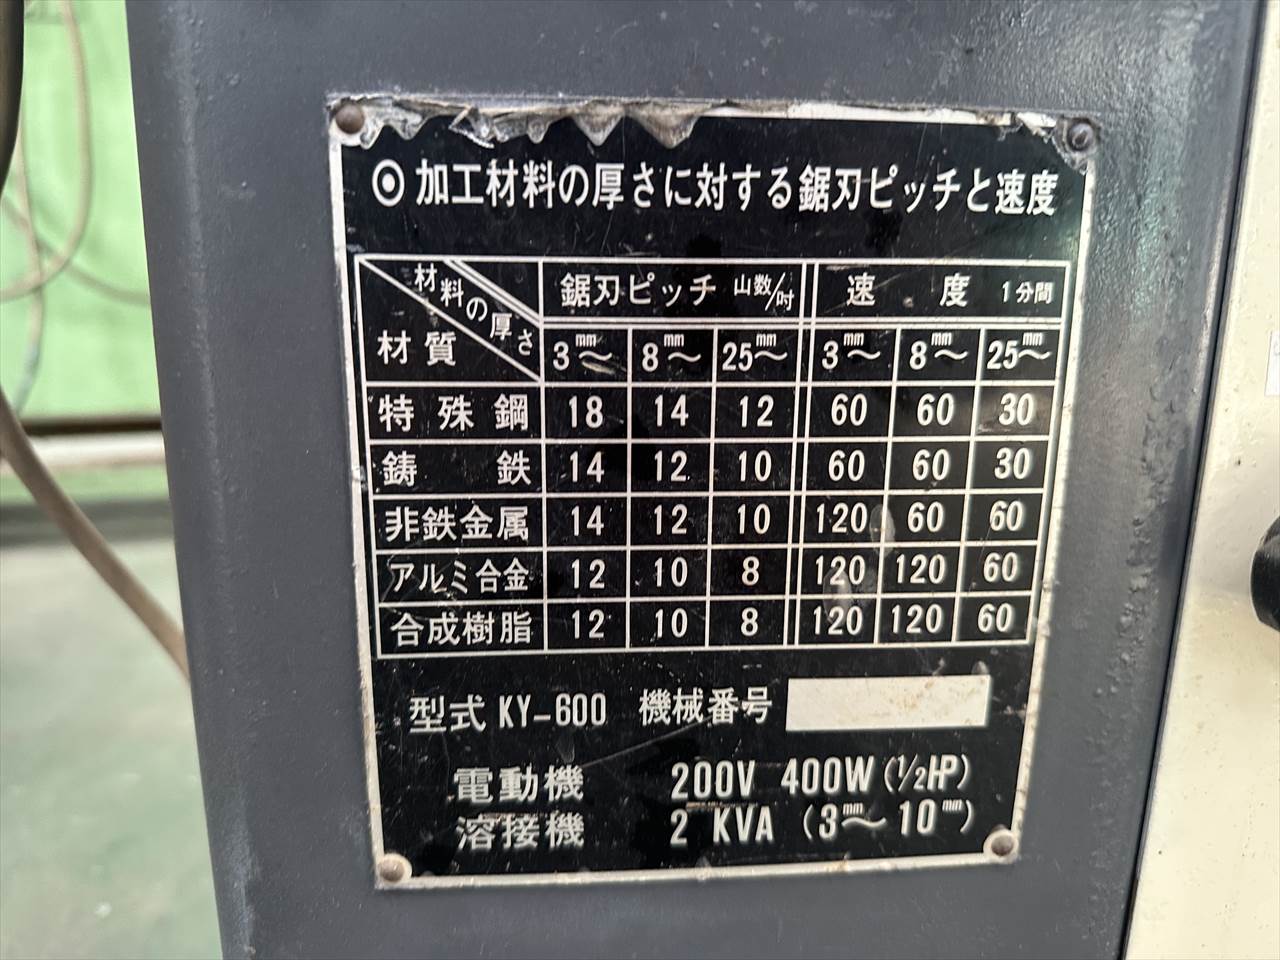 ◎加工材料の厚さに対する鋸刃ピッチと速度
材料の厚さ 鋸刃ピッチ 山数/吋 速度 1分間
材質 3mm〜 8mm〜 25mm〜 3mm〜 8mm〜 25mm〜
特殊鋼 18 14 12 60 60 30
鋳鉄 14 12 10 60 60 30
非鉄金属 14 12 10 120 60 60
アルミ合金 12 10 8 120 120 60
合成樹脂 12 10 8 120 120 60
型式 KY-600 機械番号
電動機 200V 400W (1/2HP)
溶接機 2 KVA (3mm〜10mm)